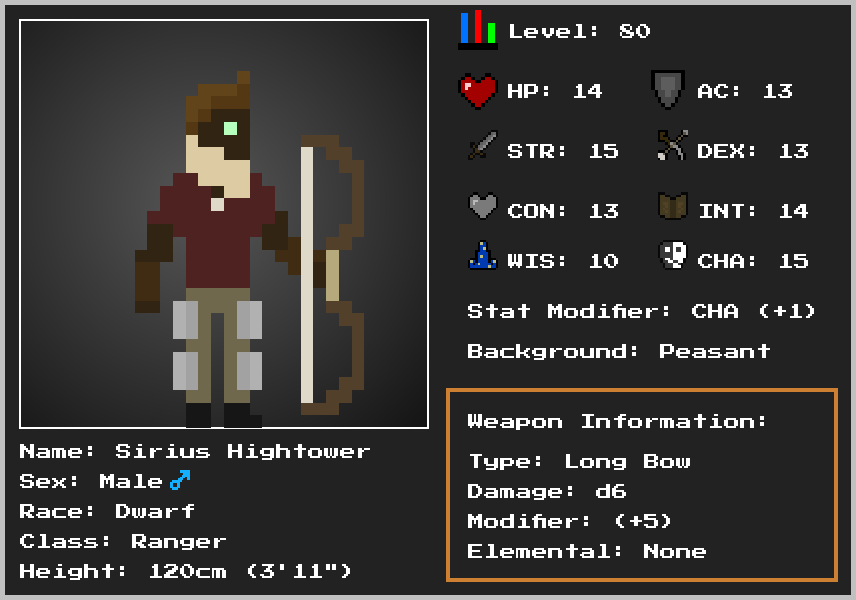 Level: 80
HP: 14
AC: 13
STR: 15
DEX: 13
CON: 13
INT: 14
WIS: 10
CHA: 15
Stat Modifier: CHA (+1)
Background: Peasant
Weapon Information:
Type: Long Bow
Damage: d6
Modifier: (+5)
Elemental: None
Name: Sirius Hightower
Sex: Male♂
Race: Dwarf
Class: Ranger
Height: 120cm (3'11")